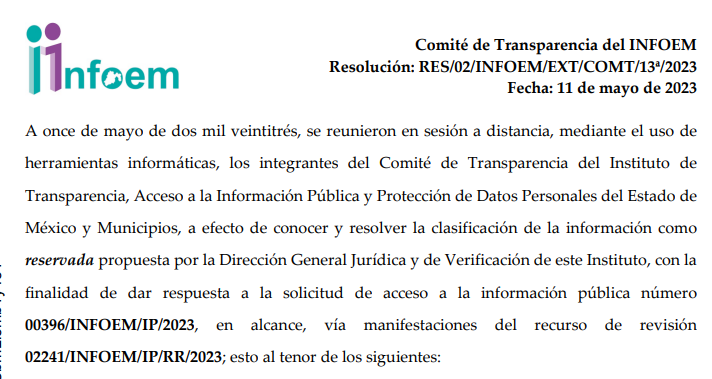 infoem
Comité de Transparencia del INFOEM
Resolución: RES/02/INFOEM/EXT/COMT/13ª/2023
Fecha: 11 de mayo de 2023
A once de mayo de dos mil veintitrés, se reunieron en sesión a distancia, mediante el uso de
herramientas informáticas, los integrantes del Comité de Transparencia del Instituto de
Transparencia, Acceso a la Información Pública y Protección de Datos Personales del Estado de
México y Municipios, a efecto de conocer y resolver la clasificación de la información como
reservada propuesta por la Dirección General Jurídica y de Verificación de este Instituto, con la
finalidad de dar respuesta a la solicitud de acceso a la información pública número
00396/INFOEM/IP/2023, en alcance, vía manifestaciones del recurso de revisión
02241/INFOEM/IP/RR/2023; esto al tenor de los siguientes: